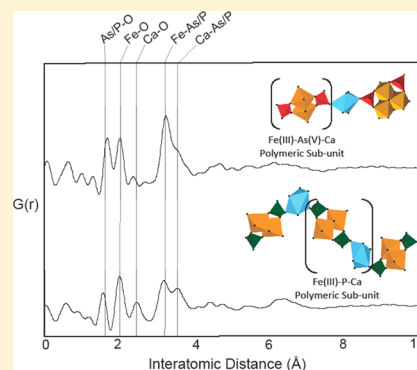 As/P-O
Fe-O
Ca-O
Fe-As/P
Ca-As/P
Fe(III)-As(V)-Ca
Polymeric Sub-unit
G(r)
Fe(III)-P-Ca
Polymeric Sub-unit
0 2 4 6 8 10
Interatomic Distance (Å)